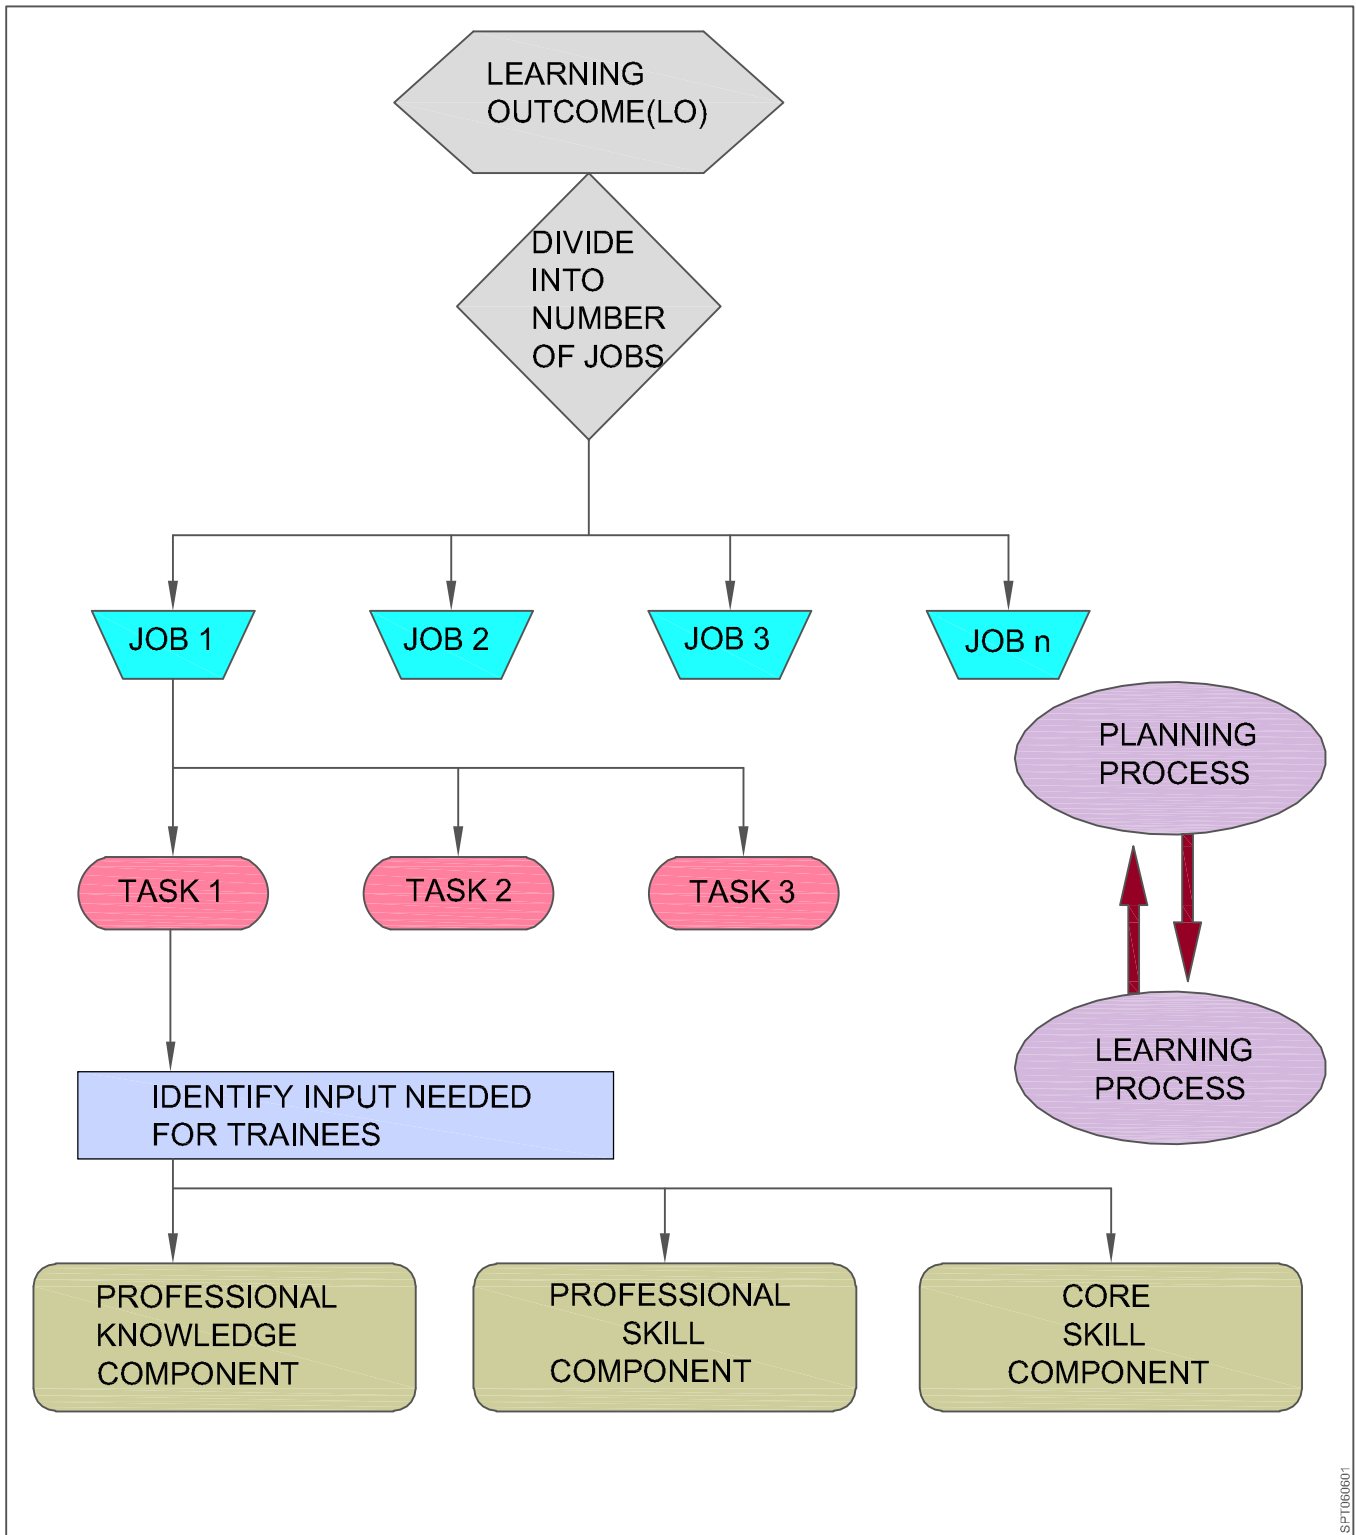 LEARNING
OUTCOME(LO)
DIVIDE
INTO
NUMBER
OF JOBS
JOB 1
JOB 2
JOB 3
JOB n
PLANNING
PROCESS
TASK 1
TASK 2
TASK 3
LEARNING
PROCESS
IDENTIFY INPUT NEEDED
FOR TRAINEES
PROFESSIONAL
KNOWLEDGE
COMPONENT
PROFESSIONAL
SKILL
COMPONENT
CORE
SKILL
COMPONENT
SPT060601